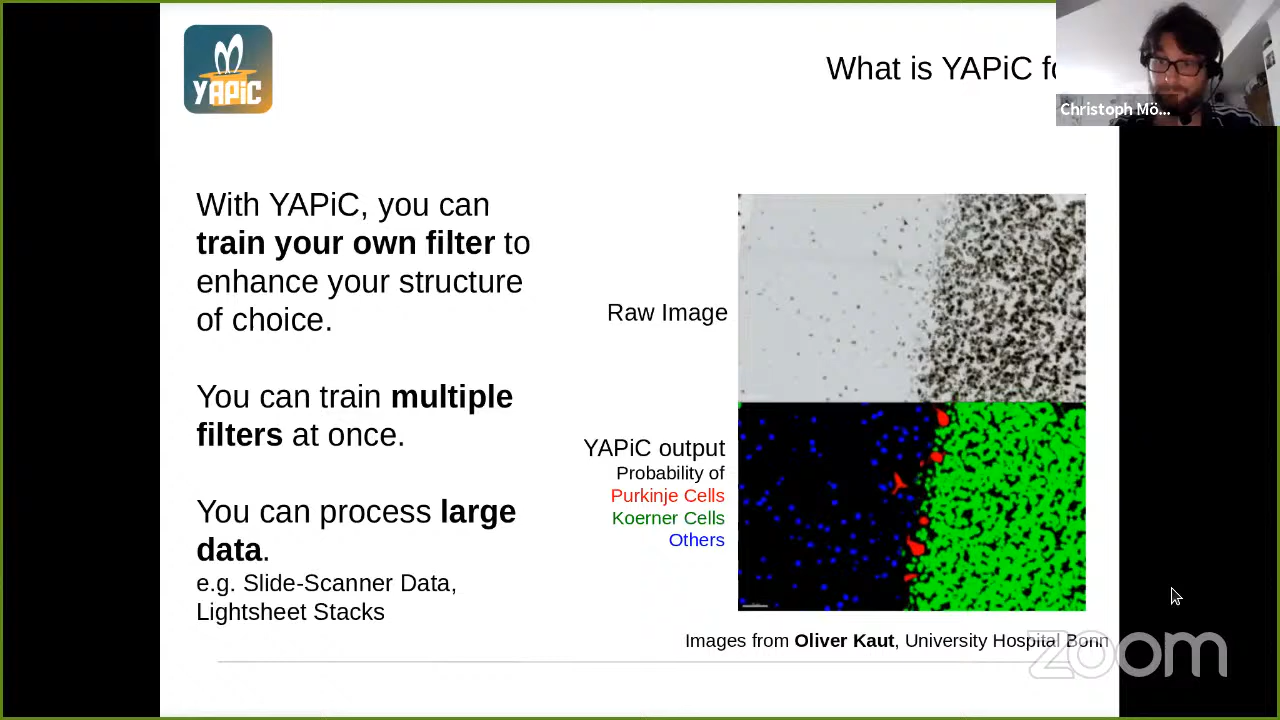 YAPiC
What is YAPiC fo
Christoph Mö...
With YAPiC, you can
train your own filter to
enhance your structure
of choice.
You can train multiple
filters at once.
You can process large
data.
e.g. Slide-Scanner Data,
Lightsheet Stacks
Raw Image
YAPiC output
Probability of
Purkinje Cells
Koerner Cells
Others
Images from Oliver Kaut, University Hospital Bonn
zoom